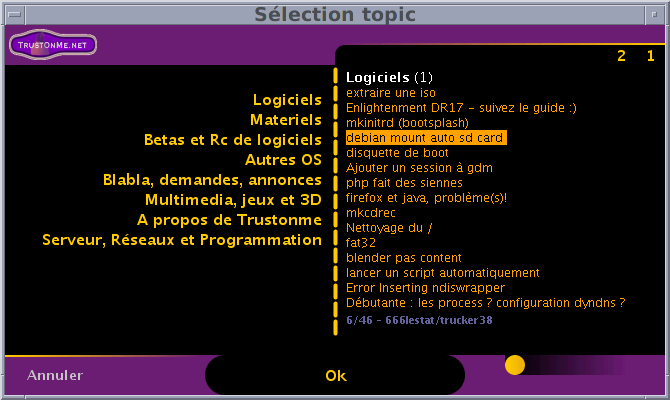 Sélection topic
TrustOnMe.net
2 1
Logiciels
Materiels
Betas et Rc de logiciels
Autres OS
Blabla, demandes, annonces
Multimedia, jeux et 3D
A propos de Trustonme
Serveur, Réseaux et Programmation
Logiciels (1)
extraire une iso
Enlightenment DR17 - suivez le guide :)
mkinitrd (bootsplash)
debian mount auto sd card
disquette de boot
Ajouter un session à gdm
php fait des siennes
firefox et java, problème(s)!
mkcdrec
Nettoyage du /
fat32
blender pas content
lancer un script automatiquement
Error Inserting ndiswrapper
Débutante : les process ? configuration dyndns ?
6/46 - 666lestat/trucker38
Annuler
Ok